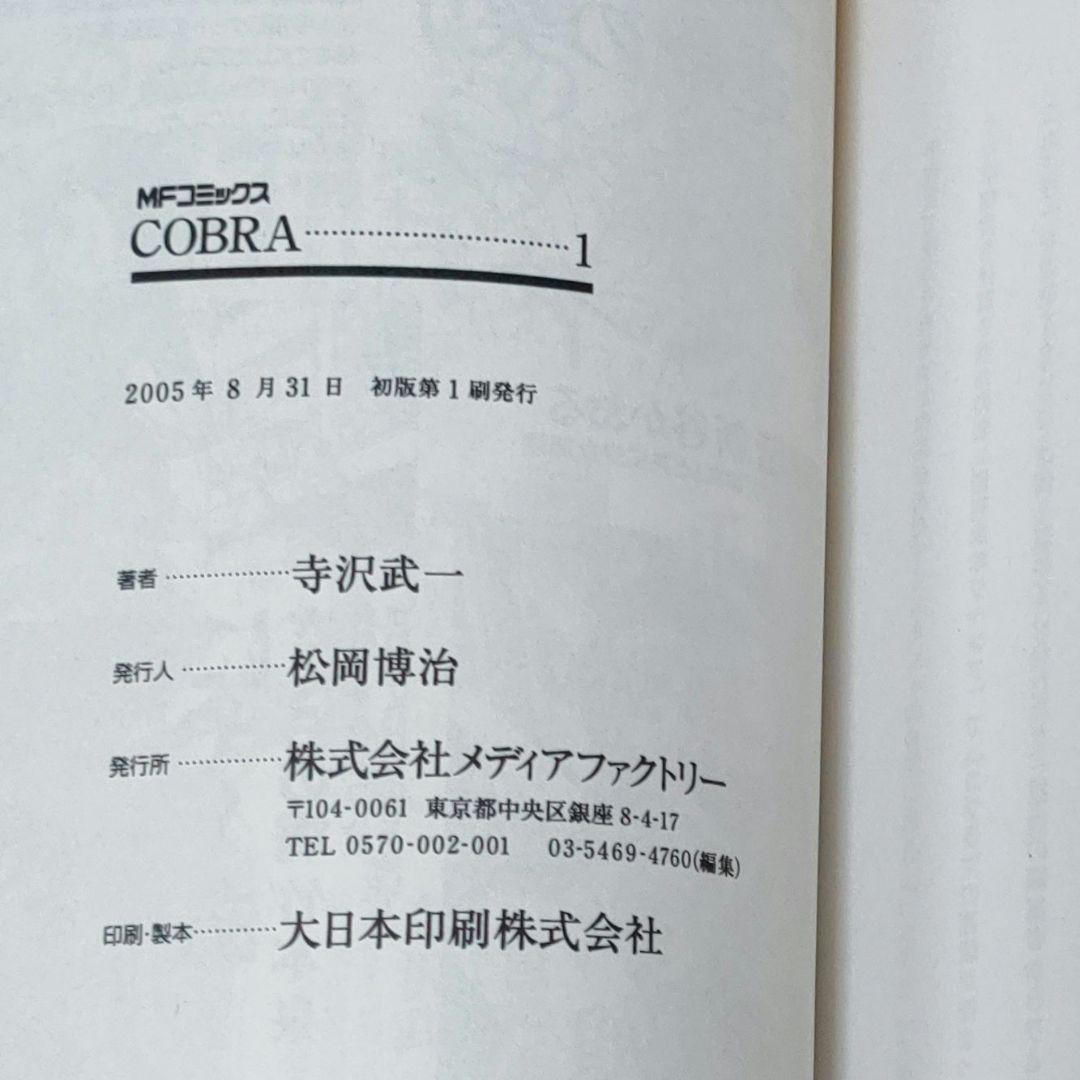 MFコミックス
COBRA…………………………1
2005年8月31日 初版第1刷発行
著者………………寺沢武一
発行人……………松岡博治
発行所……………株式会社メディアファクトリー
〒104-0061 東京都中央区銀座8-4-17
TEL 0570-002-001 03-5469-4760(編集)
印刷・製本…………大日本印刷株式会社